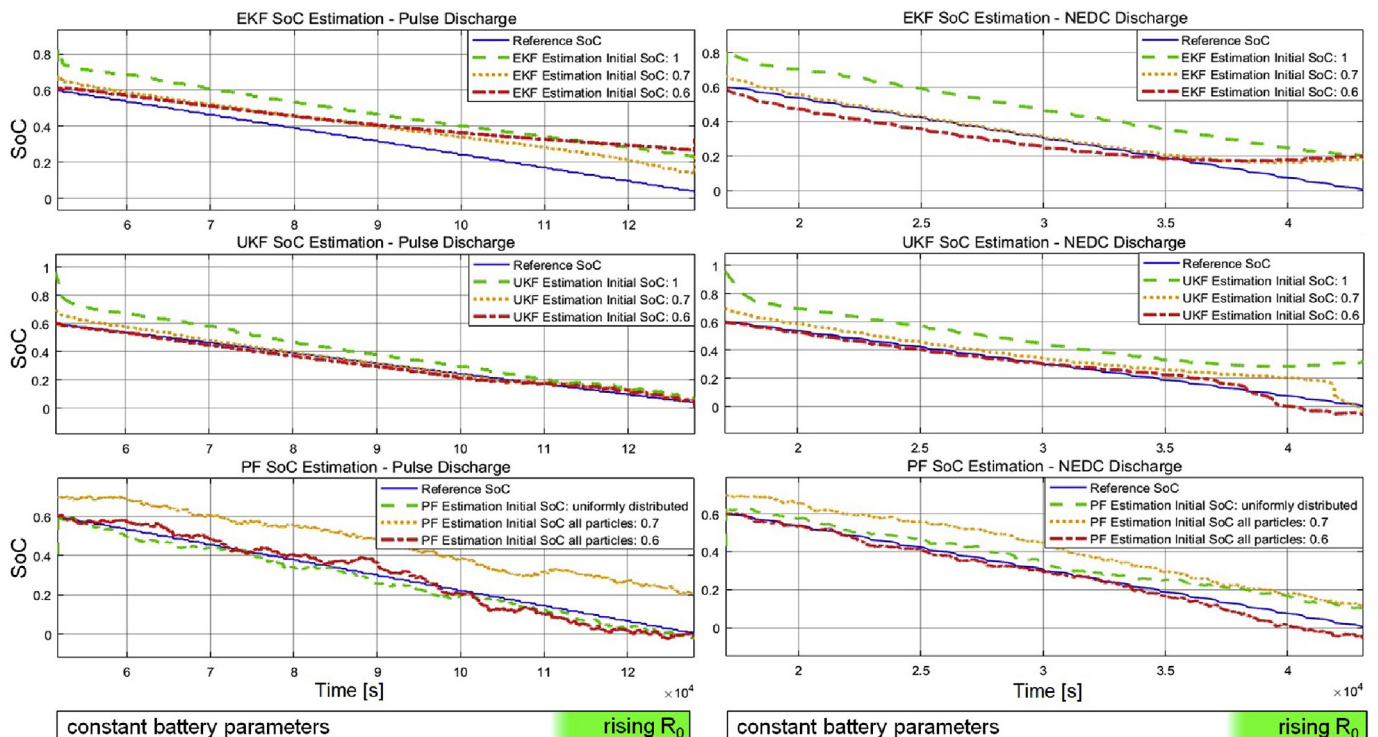 EKF SoC Estimation - Pulse Discharge
Reference SoC
EKF Estimation Initial SoC: 1
EKF Estimation Initial SoC: 0.7
EKF Estimation Initial SoC: 0.6
SoC
0.8
0.6
0.4
0.2
0
6 7 8 9 10 11 12
EKF SoC Estimation - NEDC Discharge
Reference SoC
EKF Estimation Initial SoC: 1
EKF Estimation Initial SoC: 0.7
EKF Estimation Initial SoC: 0.6
0.8
0.6
0.4
0.2
0
2 2.5 3 3.5 4
UKF SoC Estimation - Pulse Discharge
Reference SoC
UKF Estimation Initial SoC: 1
UKF Estimation Initial SoC: 0.7
UKF Estimation Initial SoC: 0.6
SoC
1
0.8
0.6
0.4
0.2
0
6 7 8 9 10 11 12
UKF SoC Estimation - NEDC Discharge
Reference SoC
UKF Estimation Initial SoC: 1
UKF Estimation Initial SoC: 0.7
UKF Estimation Initial SoC: 0.6
1
0.8
0.6
0.4
0.2
0
2 2.5 3 3.5 4
PF SoC Estimation - Pulse Discharge
Reference SoC
PF Estimation Initial SoC: uniformly distributed
PF Estimation Initial SoC all particles: 0.7
PF Estimation Initial SoC all particles: 0.6
SoC
0.6
0.4
0.2
0
6 7 8 9 10 11 12
Time [s]
×10⁴
PF SoC Estimation - NEDC Discharge
Reference SoC
PF Estimation Initial SoC: uniformly distributed
PF Estimation Initial SoC all particles: 0.7
PF Estimation Initial SoC all particles: 0.6
0.6
0.4
0.2
0
2 2.5 3 3.5 4
Time [s]
×10⁴
constant battery parameters rising R₀
constant battery parameters rising R₀